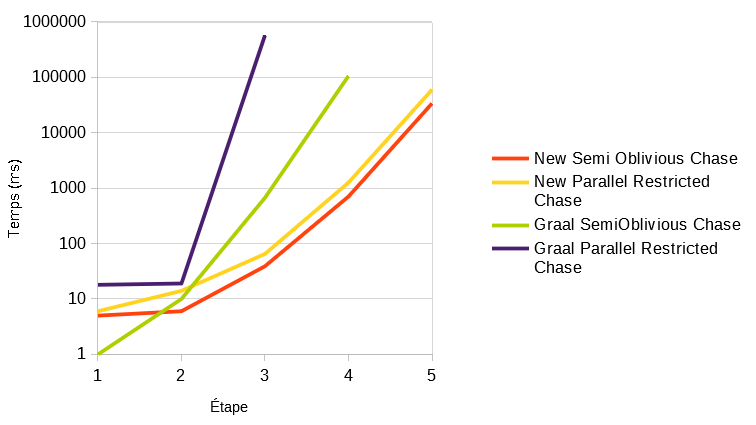 1000000
100000
10000
1000
100
10
1
Temps (ms)
1 2 3 4 5
Étape
New Semi Oblivious Chase
New Parallel Restricted
Chase
Graal SemiOblivious Chase
Graal Parallel Restricted
Chase